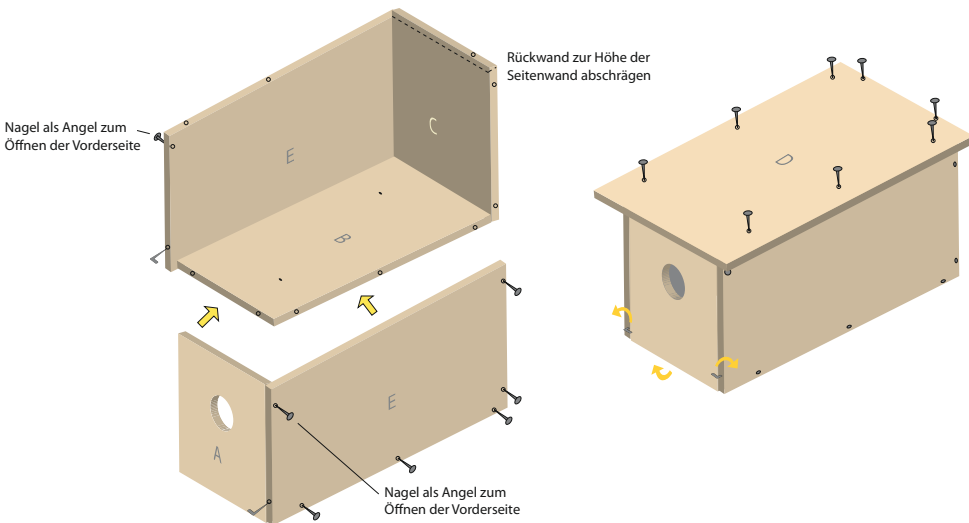 Rückwand zur Höhe der
Seitenwand abschrägen
Nagel als Angel zum
Öffnen der Vorderseite
C
E
B
D
A
E
Nagel als Angel zum
Öffnen der Vorderseite